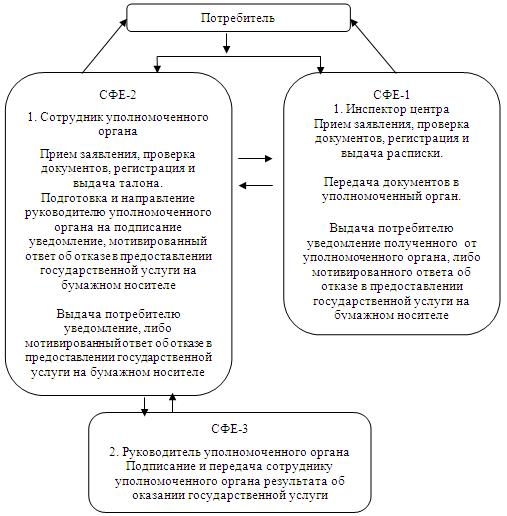 Потребитель
СФЕ-2
1. Сотрудник уполномоченного
органа
Прием заявления, проверка
документов, регистрация и
выдача талона.
Подготовка и направление
руководителю уполномоченного
органа на подписание
уведомление, мотивированный
ответ об отказе в предоставлении
государственной услуги на
бумажном носителе
Выдача потребителю
уведомление, либо
мотивированный ответ об отказе в
предоставлении государственной
услуги на бумажном носителе
СФЕ-1
1. Инспектор центра
Прием заявления, проверка
документов, регистрация и
выдача расписки.
Передача документов в
уполномоченный орган.
Выдача потребителю
уведомление полученного от
уполномоченного органа, либо
мотивированного ответа об
отказе в предоставлении
государственной услуги на
бумажном носителе
СФЕ-3
2. Руководитель уполномоченного органа
Подписание и передача сотруднику
уполномоченного органа результата об
оказании государственной услуги